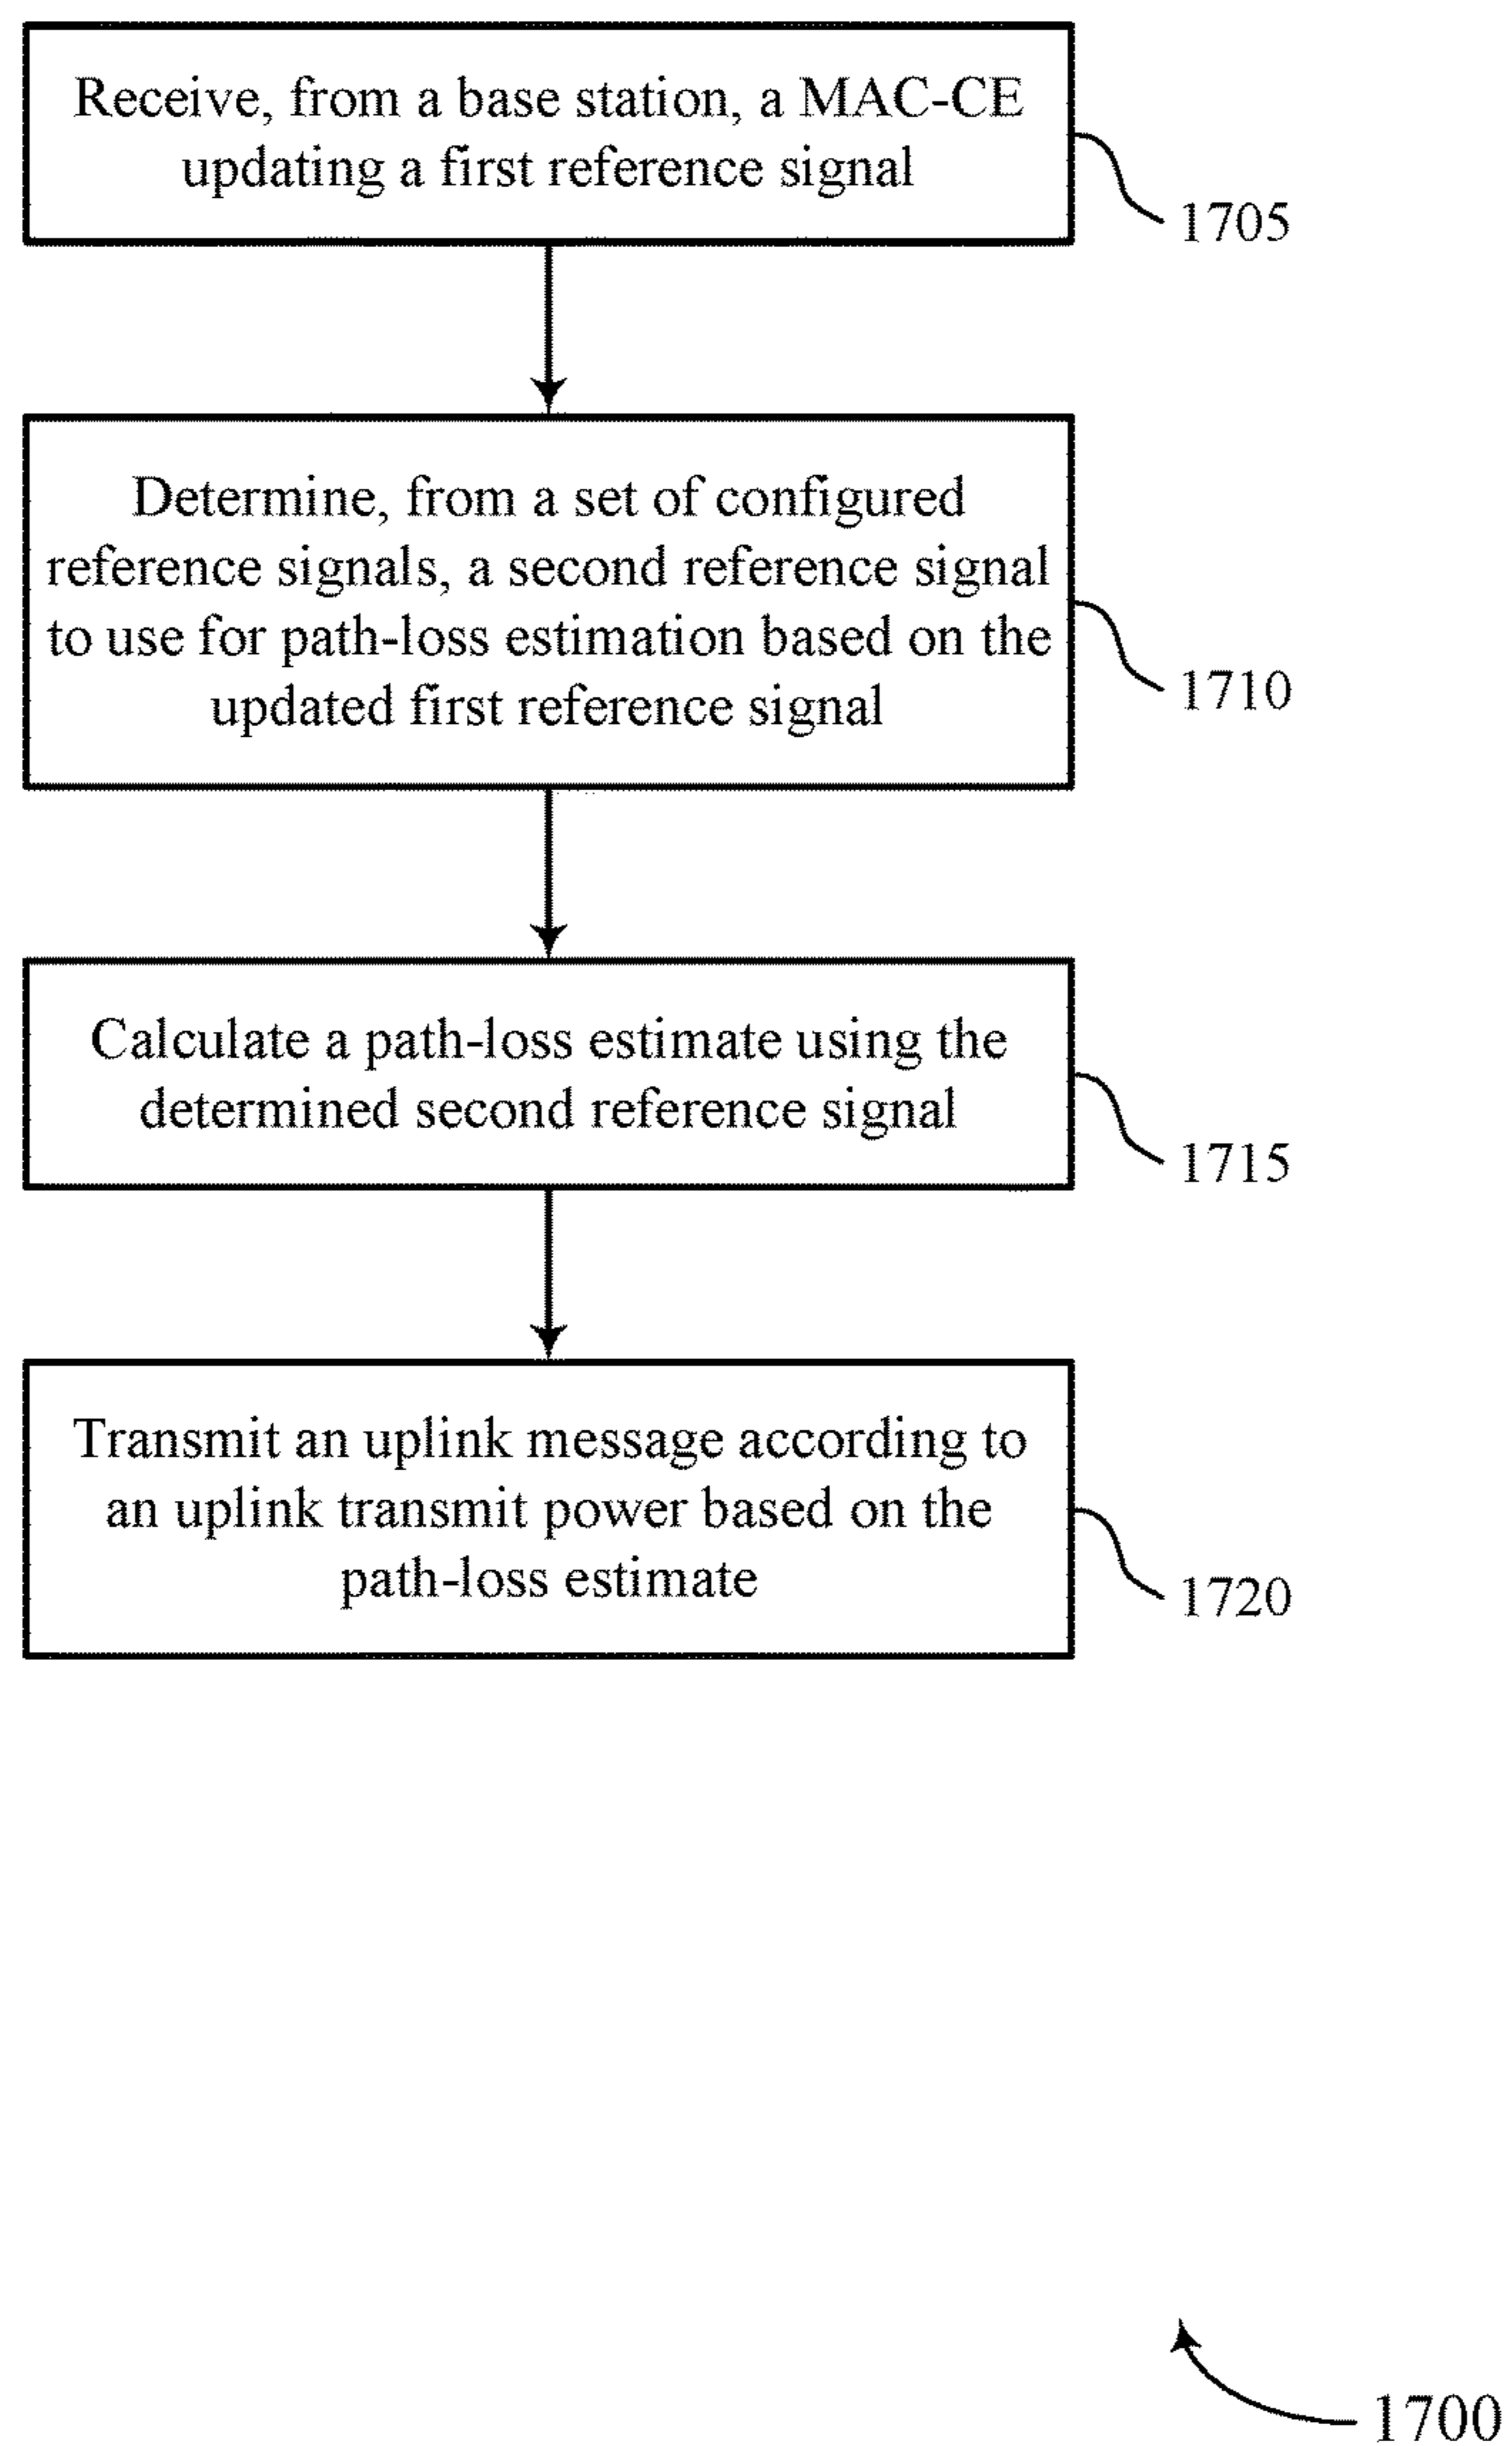 Receive, from a base station, a MAC-CE
updating a first reference signal
1705
Determine, from a set of configured
reference signals, a second reference signal
to use for path-loss estimation based on the
updated first reference signal
1710
Calculate a path-loss estimate using the
determined second reference signal
1715
Transmit an uplink message according to
an uplink transmit power based on the
path-loss estimate
1720
1700